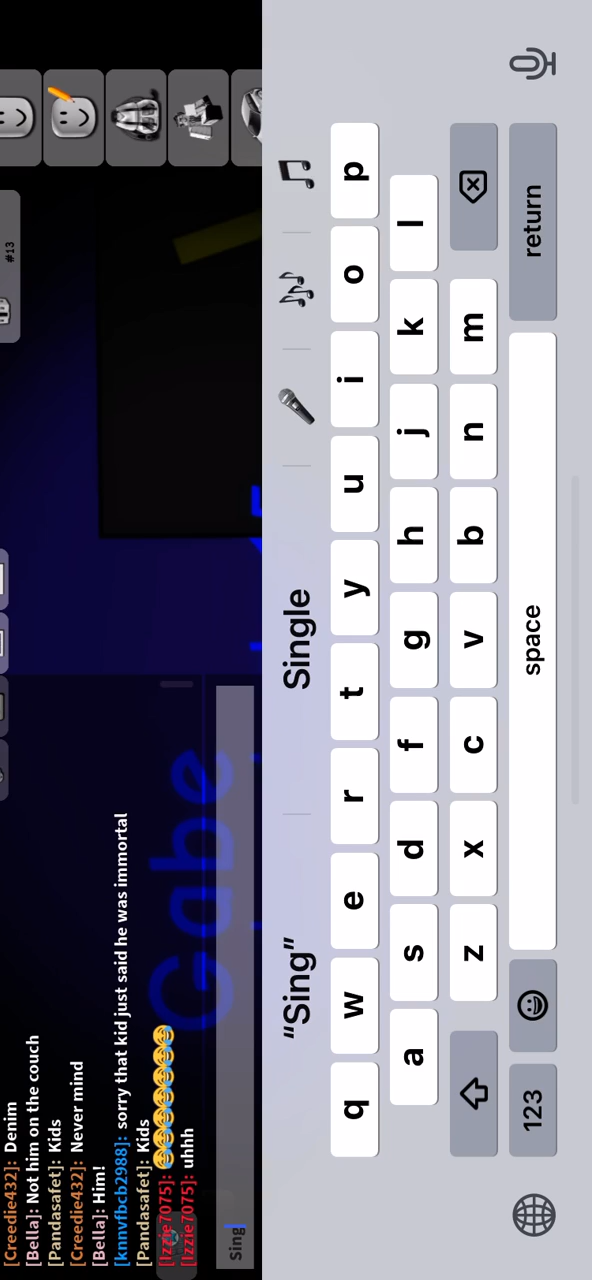 #13
[Creedie432]: Denim
[Bella]: Not him on the couch
[Pandasafet]: Kids
[Creedie432]: Never mind
[Bella]: Him!
[knnvfbcb2988]: sorry that kid just said he was immortal
[Pandasafet]: Kids
[Izzie7075]: 😂😂😂😂😂😂😂😂😂
[Izzie7075]: uhhh
Gabe
Sing
“Sing” Single 🎤 🎶 🎵
q w e r t y u i o p
a s d f g h j k l
z x c v b n m
123 space return